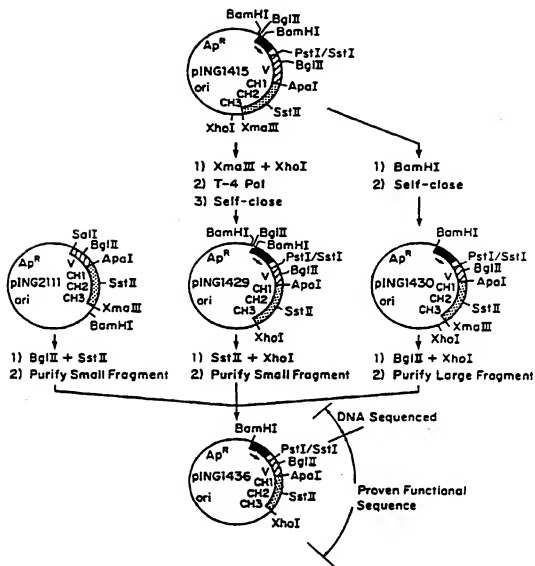 BamHI
BglII
BamHI
ApR
PstI/SstI
BglII
pING1415
V
ApaI
CH1
ori
CH2
CH3
SstII
XhoI
XmaIII
1) XmaIII + XhoI
2) T-4 Pol
3) Self-close
1) BamHI
2) Self-close
SalI
BglII
ApaI
ApR
V
pING2111
CH1
CH2
SstII
ori
CH3
XmaIII
BamHI
BamHI
BglII
BamHI
ApR
PstI/SstI
BglII
V
pING1429
CH1
ApaI
ori
CH2
SstII
CH3
XhoI
BamHI
ApR
PstI/SstI
BglII
V
pING1430
CH1
ApaI
ori
CH2
SstII
CH3
XmaIII
XhoI
1) BglII + SstII
2) Purify Small Fragment
1) SstII + XhoI
2) Purify Small Fragment
1) BglII + XhoI
2) Purify Large Fragment
BamHI
DNA Sequenced
ApR
PstI/SstI
BglII
V
pING1436
CH1
ApaI
ori
CH2
SstII
CH3
XhoI
Proven Functional
Sequence